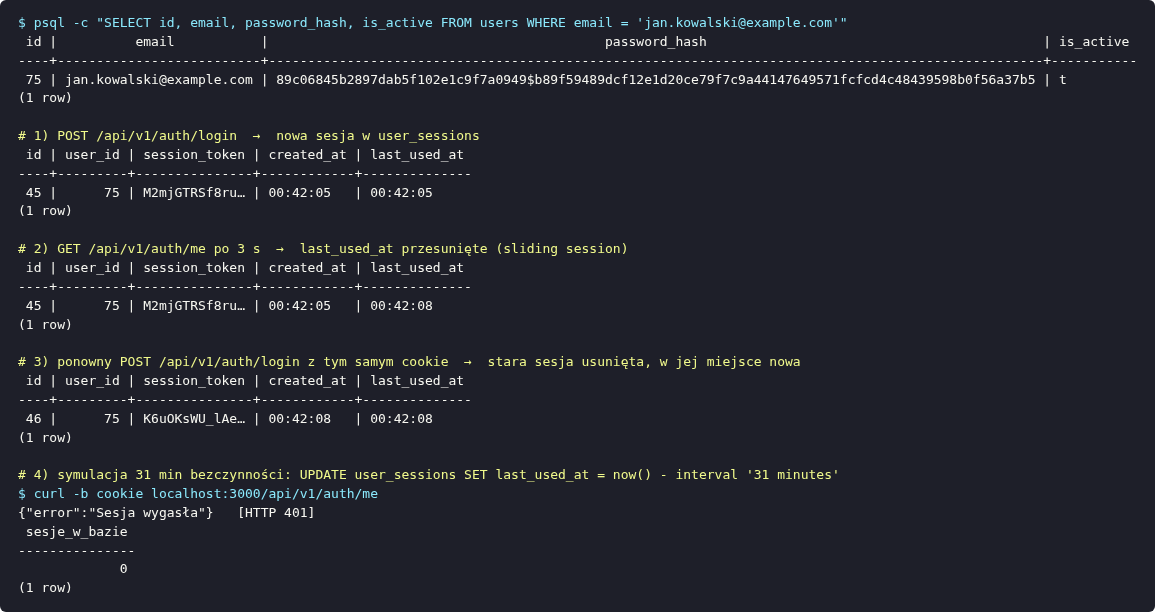 $ psql -c "SELECT id, email, password_hash, is_active FROM users WHERE email = 'jan.kowalski@example.com'"
 id |          email           |                                           password_hash                                           | is_active
----+--------------------------+---------------------------------------------------------------------------------------------------+-----------
 75 | jan.kowalski@example.com | 89c06845b2897dab5f102e1c9f7a0949$b89f59489dcf12e1d20ce79f7c9a44147649571fcfcd4c48439598b0f56a37b5 | t
(1 row)

# 1) POST /api/v1/auth/login  →  nowa sesja w user_sessions
 id | user_id | session_token | created_at | last_used_at
----+---------+---------------+------------+--------------
 45 |      75 | M2mjGTRSf8ru… | 00:42:05   | 00:42:05
(1 row)

# 2) GET /api/v1/auth/me po 3 s  →  last_used_at przesunięte (sliding session)
 id | user_id | session_token | created_at | last_used_at
----+---------+---------------+------------+--------------
 45 |      75 | M2mjGTRSf8ru… | 00:42:05   | 00:42:08
(1 row)

# 3) ponowny POST /api/v1/auth/login z tym samym cookie  →  stara sesja usunięta, w jej miejsce nowa
 id | user_id | session_token | created_at | last_used_at
----+---------+---------------+------------+--------------
 46 |      75 | K6uOKsWU_lAe… | 00:42:08   | 00:42:08
(1 row)

# 4) symulacja 31 min bezczynności: UPDATE user_sessions SET last_used_at = now() - interval '31 minutes'
$ curl -b cookie localhost:3000/api/v1/auth/me
{"error":"Sesja wygasła"}   [HTTP 401]
 sesje_w_bazie
---------------
             0
(1 row)